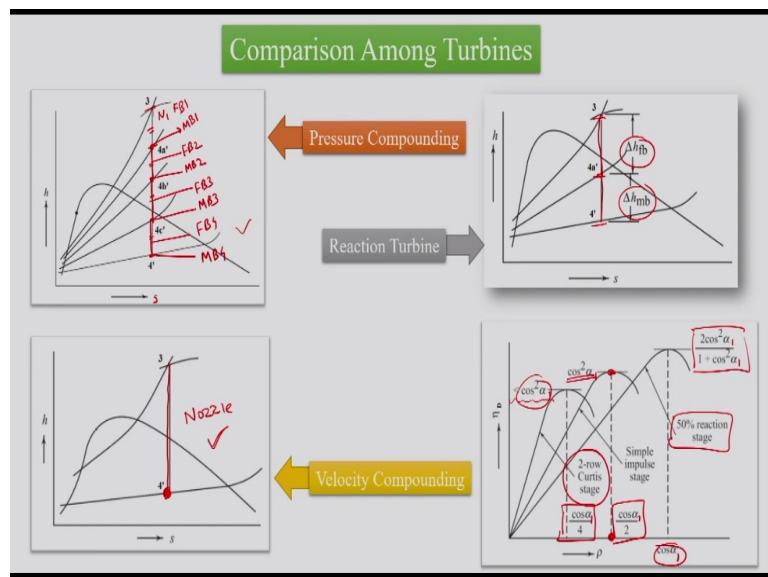 Comparison Among Turbines
3
N1 FB1
MB1
4a'
FB2
MB2
4b'
FB3
MB3
4c'
FB4
4'
MB4
h
s
Pressure Compounding
3
h
Δhfb
4a'
Δhmb
4'
s
Reaction Turbine
3
h
Nozzle
4'
s
Velocity Compounding
2cos²α1
1 + cos²α1
cos²α1
<cos²α1
ηD
50% reaction
stage
Simple
impulse
stage
2-row
Curtis
stage
cosα1
4
cosα1
2
cosα1
ρ